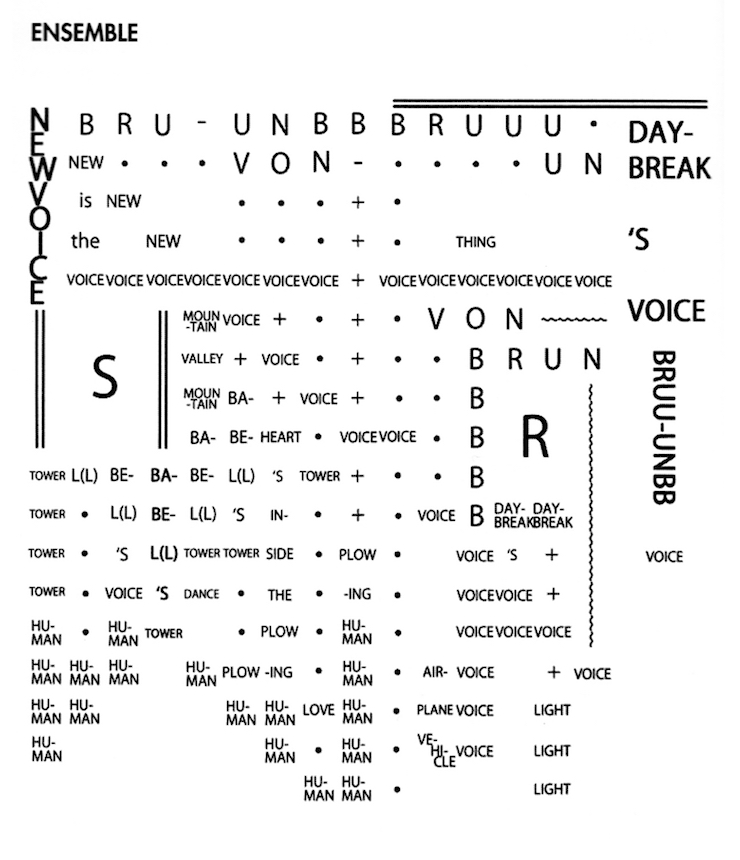 ENSEMBLE
NEW VOICE
B R U - U N B B B R U U U •
DAY-
BREAK
NEW • • • V O N - • • • • U N
is NEW • • • + •
'S
the NEW • • • + • THING
VOICE VOICE VOICE VOICE VOICE VOICE VOICE + VOICE VOICE VOICE VOICE VOICE VOICE
VOICE
MOUN-TAIN VOICE + • + • V O N
S
VALLEY + VOICE • + • • B R U N
BRUU-UNBB
MOUN-TAIN BA- + VOICE + • • B
R
BA- BE- HEART • VOICE VOICE • B
TOWER L(L) BE- BA- BE- L(L) 'S TOWER + • • B
TOWER • L(L) BE- L(L) 'S IN- • + • VOICE B DAY-BREAK DAY-BREAK
TOWER • 'S L(L) TOWER TOWER SIDE • PLOW • VOICE 'S + VOICE
TOWER • VOICE 'S DANCE • THE • -ING • VOICE VOICE +
HU-MAN • HU-MAN TOWER • PLOW • HU-MAN • VOICE VOICE VOICE
HU-MAN HU-MAN HU-MAN HU-MAN PLOW -ING • HU-MAN • AIR- VOICE + VOICE
HU-MAN HU-MAN HU-MAN HU-MAN LOVE HU-MAN • PLANE VOICE LIGHT
HU-MAN HU-MAN • HU-MAN • VE-HI-CLE VOICE LIGHT
HU-MAN HU-MAN • LIGHT